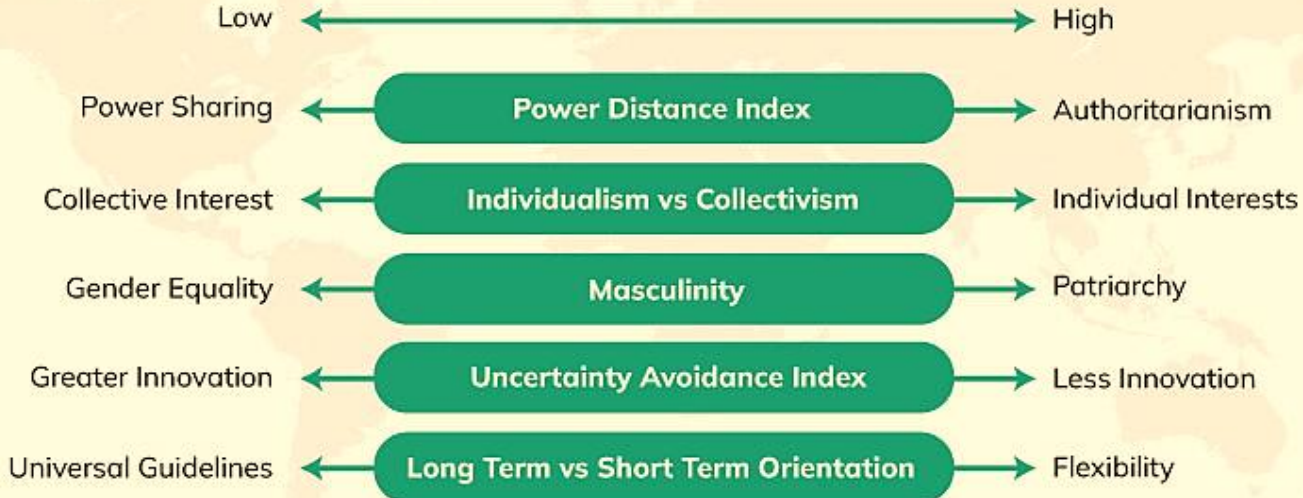 Low High
Power Sharing Power Distance Index Authoritarianism
Collective Interest Individualism vs Collectivism Individual Interests
Gender Equality Masculinity Patriarchy
Greater Innovation Uncertainty Avoidance Index Less Innovation
Universal Guidelines Long Term vs Short Term Orientation Flexibility